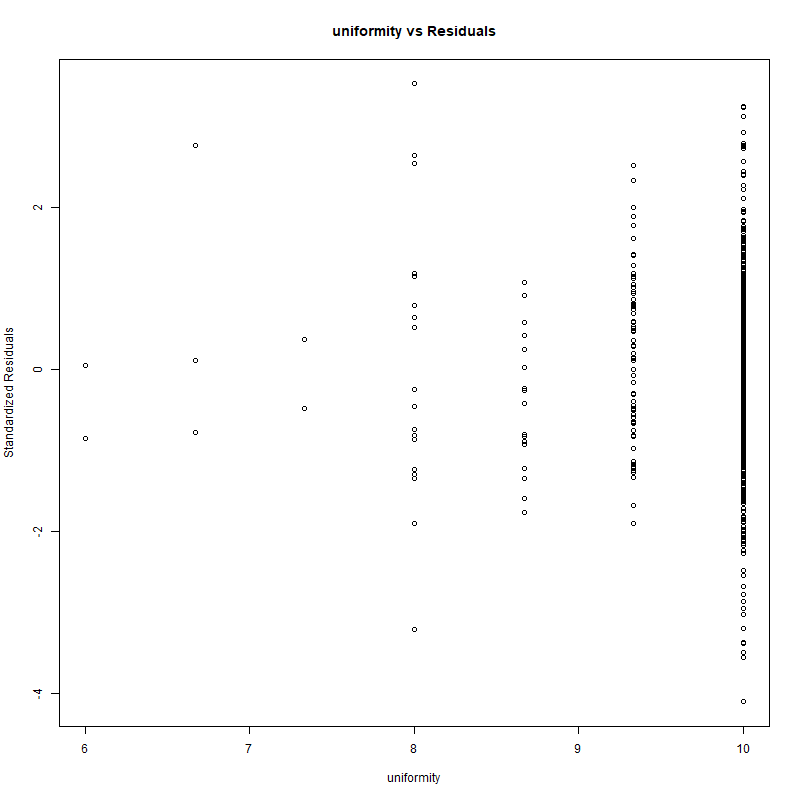 uniformity vs Residuals
Standardized Residuals
2
0
-2
-4
6 7 8 9 10
uniformity